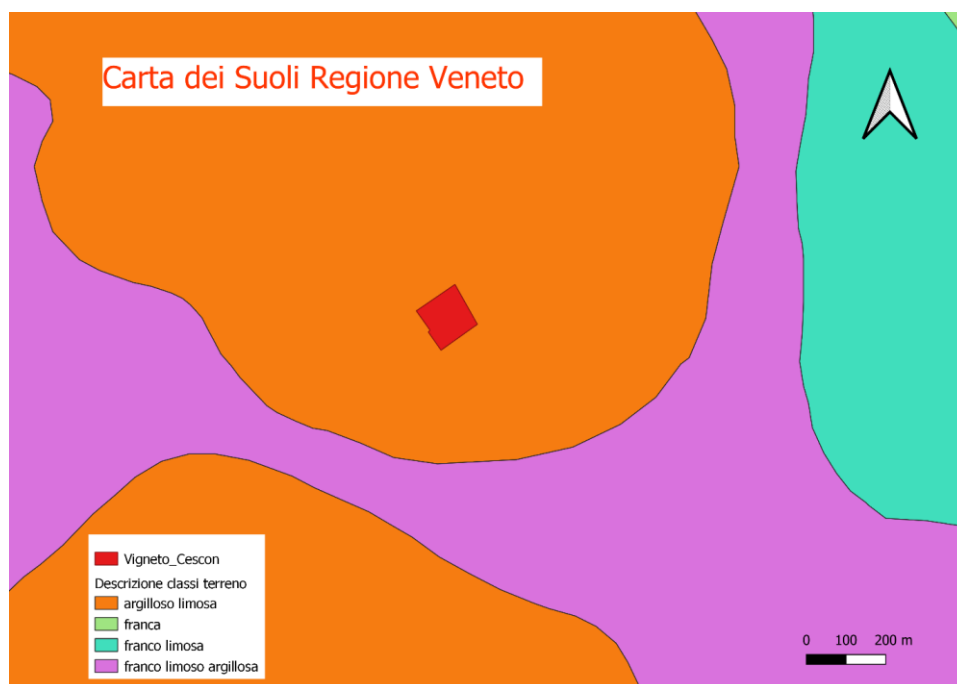 Carta dei Suoli Regione Veneto
Vigneto_Cescon
Descrizione classi terreno
argilloso limosa
franca
franco limosa
franco limoso argillosa
0 100 200 m